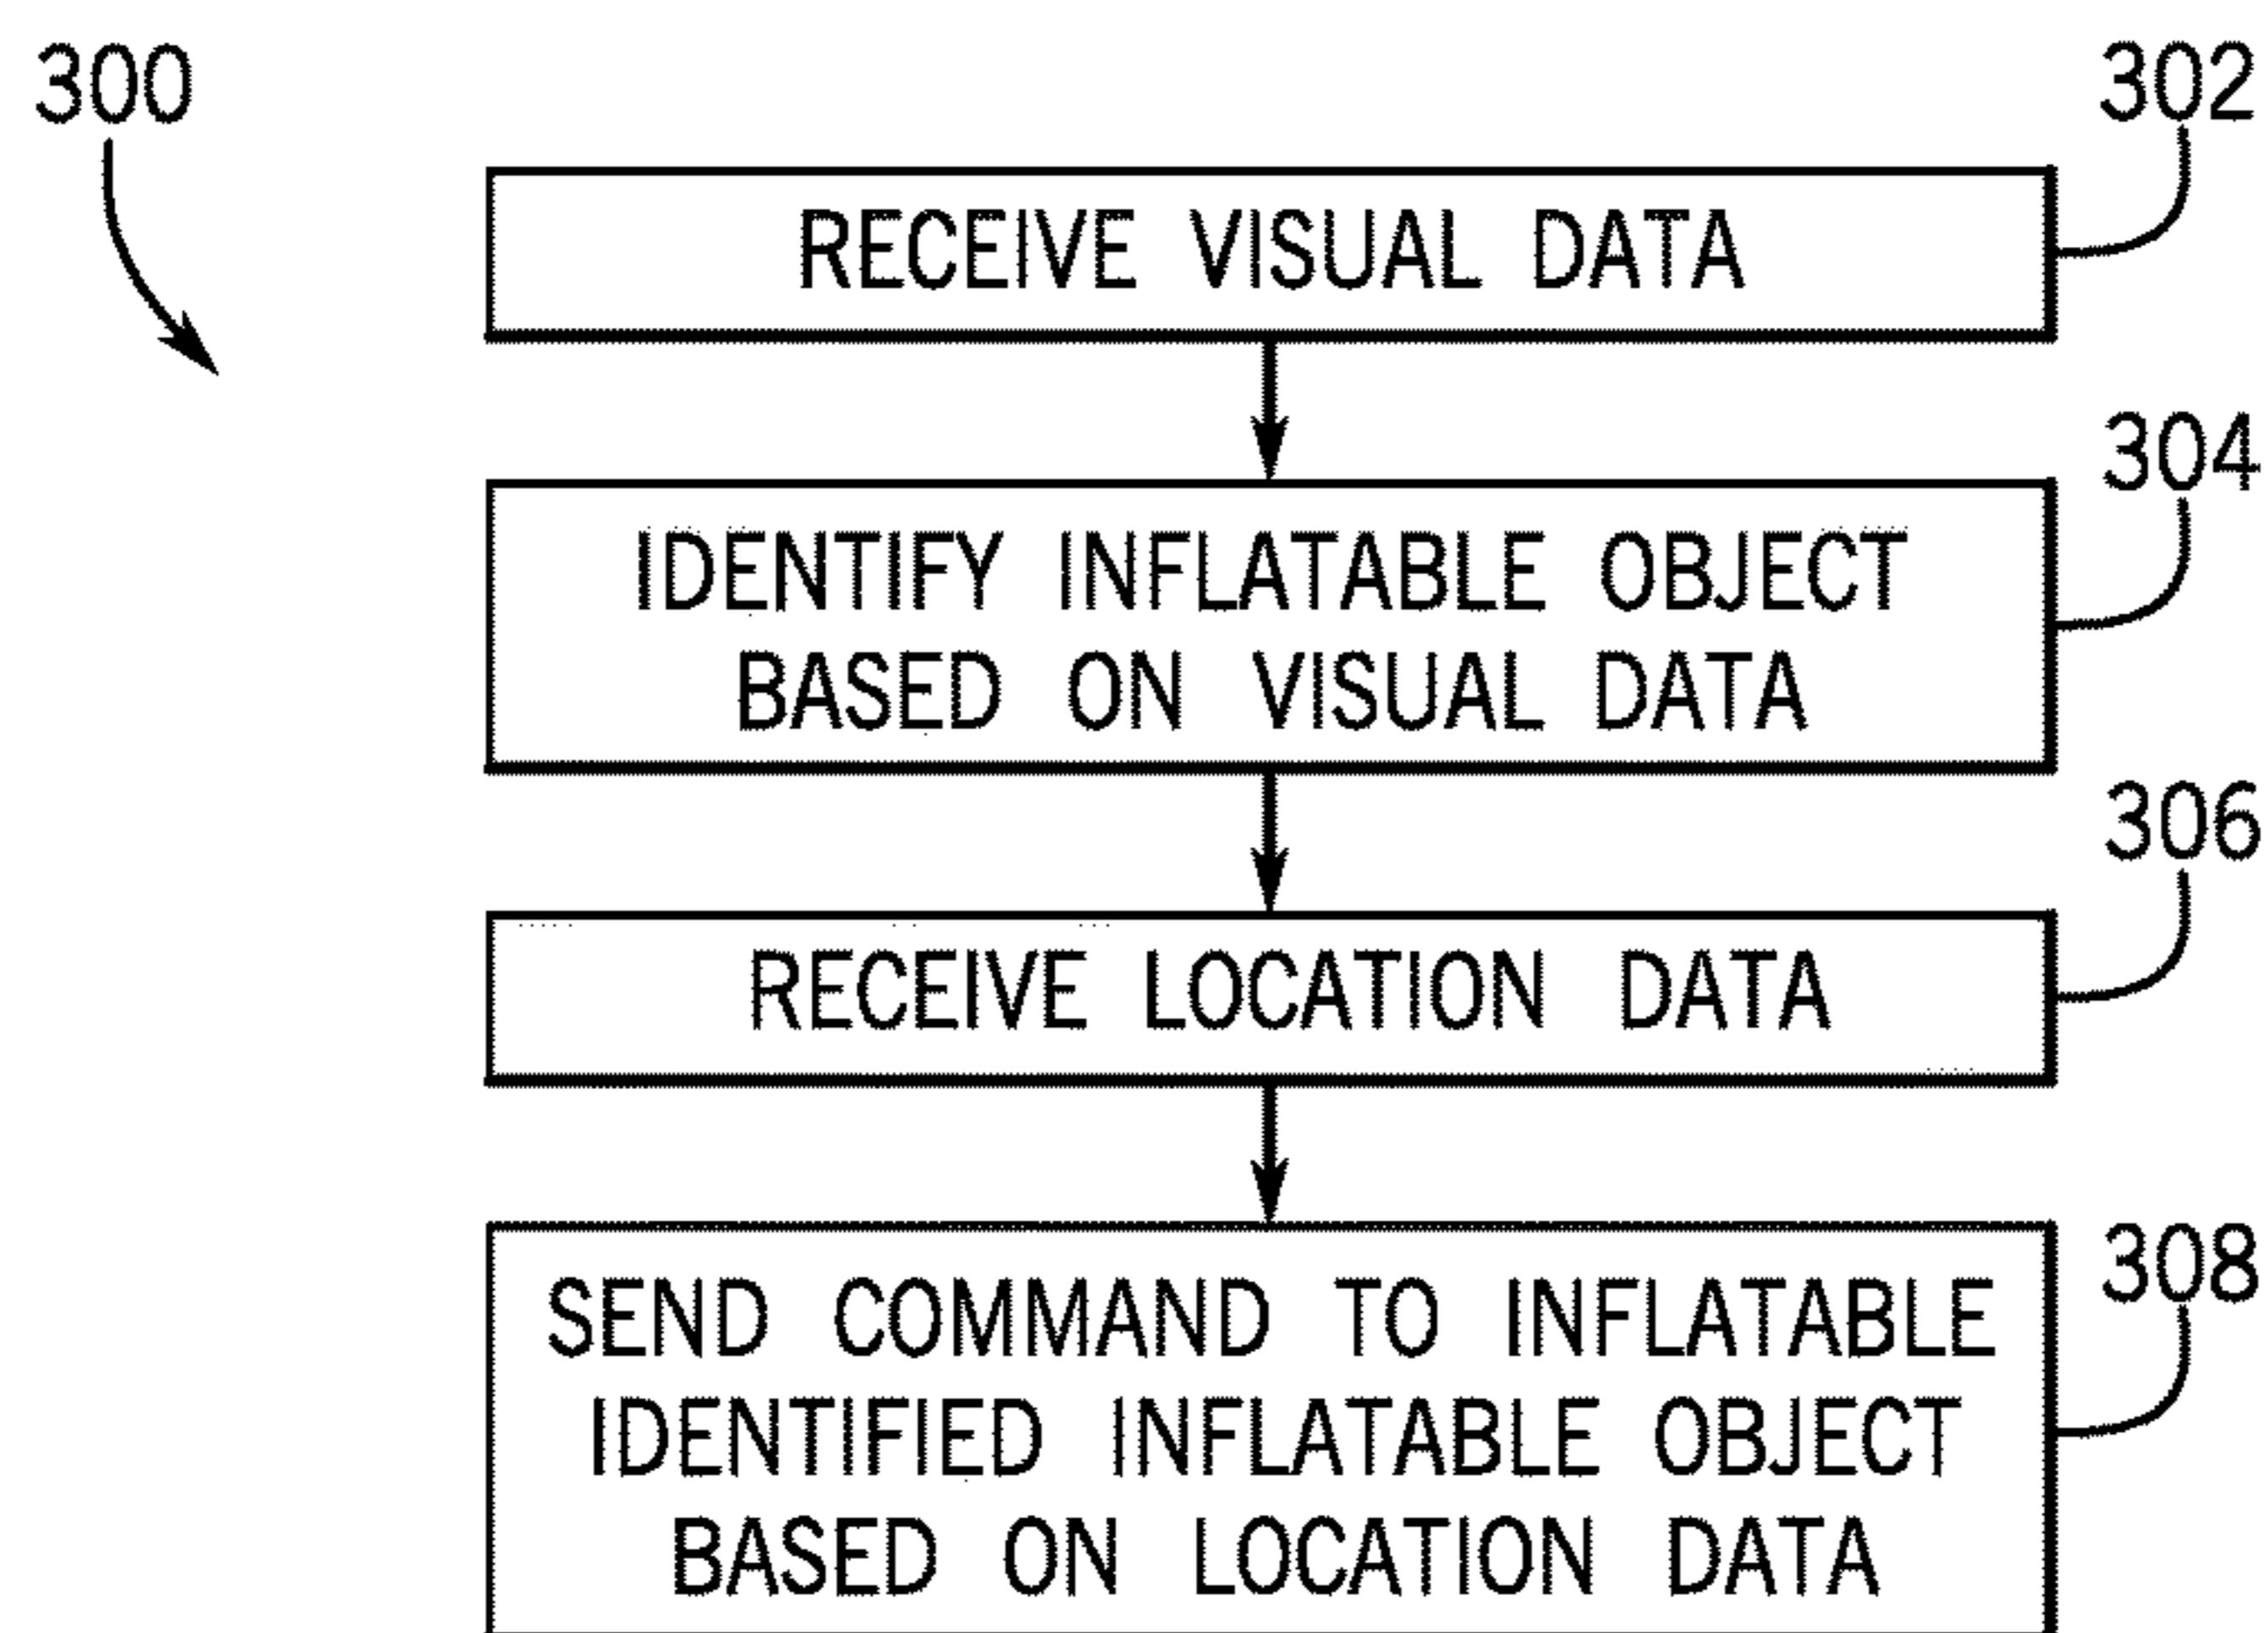 300
302
RECEIVE VISUAL DATA
304
IDENTIFY INFLATABLE OBJECT
BASED ON VISUAL DATA
306
RECEIVE LOCATION DATA
308
SEND COMMAND TO INFLATABLE
IDENTIFIED INFLATABLE OBJECT
BASED ON LOCATION DATA